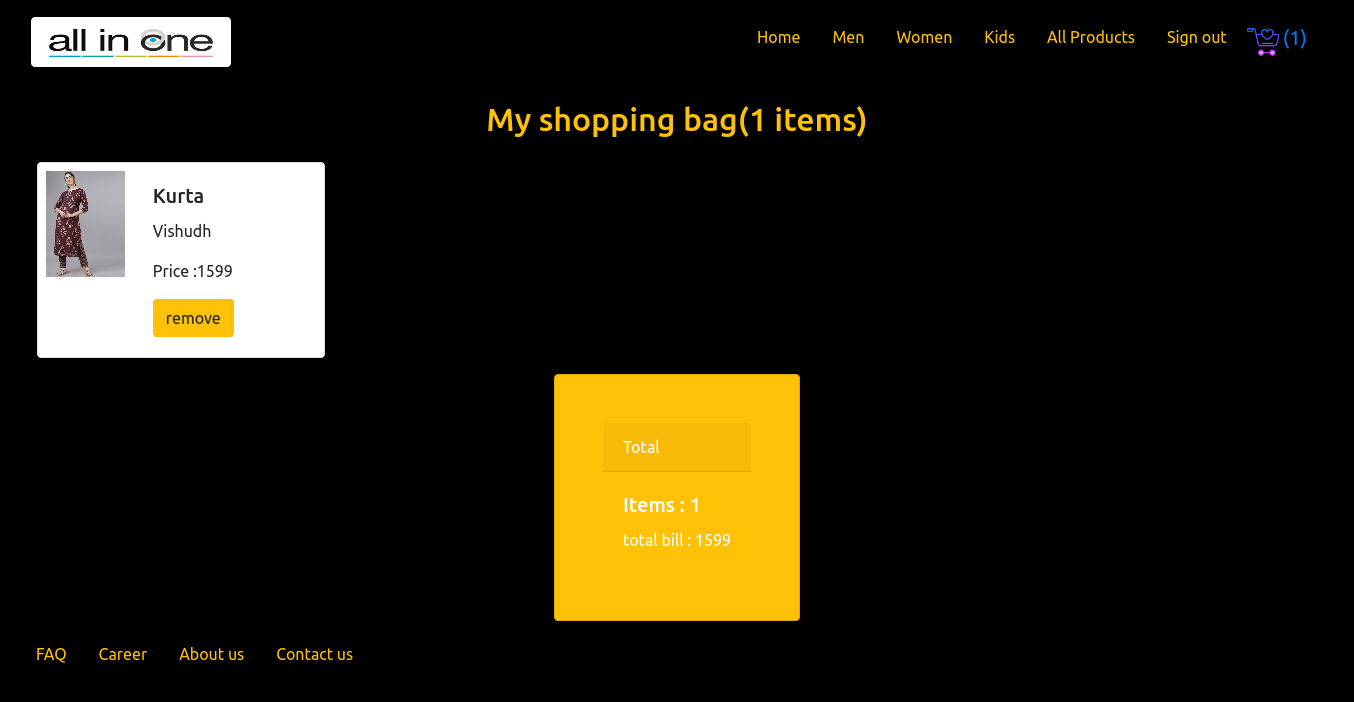 all in one
Home Men Women Kids All Products Sign out (1)
My shopping bag(1 items)
Kurta
Vishudh
Price :1599
remove
Total
Items : 1
total bill : 1599
FAQ Career About us Contact us